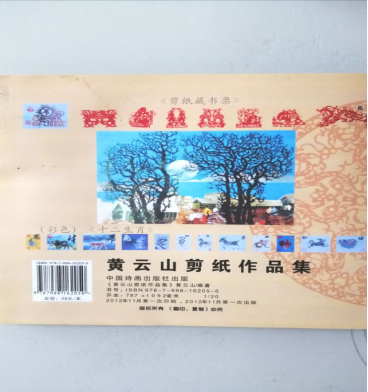 《剪纸藏书票》
(彩色) 《十二生肖》
黄云山剪纸作品集
中国诗画出版社出版
《黄云山剪纸作品集》 黄云山/编著
书号: ISBN978-7-988-16205-0
开本: 787×1092毫米 1/20
2012年11月第一次印刷, 2012年11月第一次出版
版权所有 (翻印、复制) 必究
定价: 28元/本